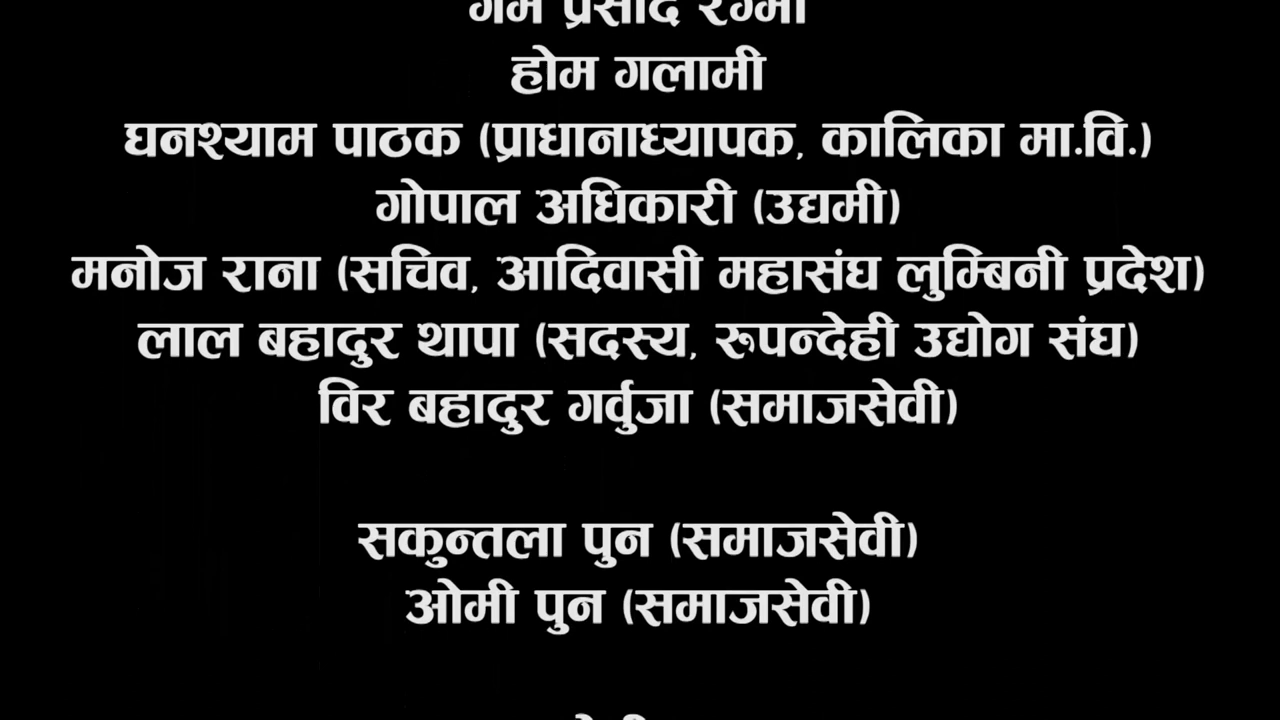 प्रसाद रेग्मी
होम गलामी
घनश्याम पाठक (प्राधानाध्यापक, कालिका मा.वि.)
गोपाल अधिकारी (उद्यमी)
मनोज राना (सचिव, आदिवासी महासंघ लुम्बिनी प्रदेश)
लाल बहादुर थापा (सदस्य, रुपन्देही उद्योग संघ)
विर बहादुर गर्वुजा (समाजसेवी)
सकुन्तला पुन (समाजसेवी)
ओमी पुन (समाजसेवी)